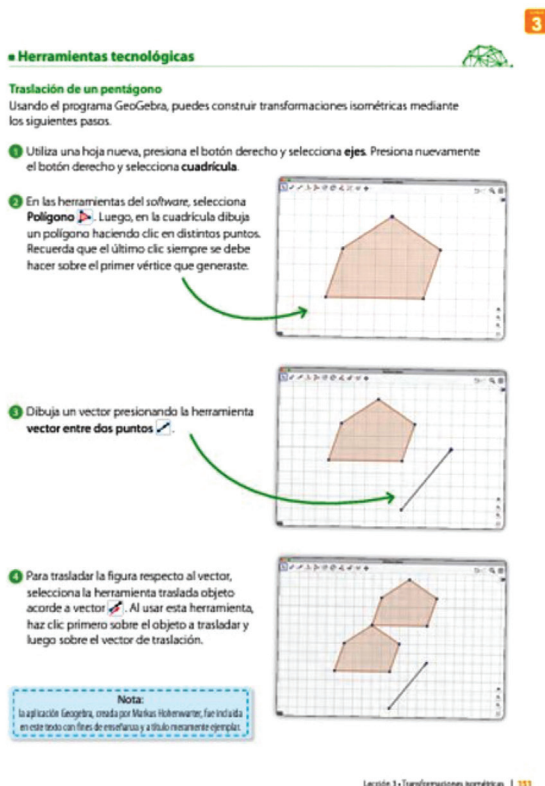 3
Herramientas tecnológicas
Traslación de un pentágono
Usando el programa GeoGebra, puedes construir transformaciones isométricas mediante
los siguientes pasos.
1 Utiliza una hoja nueva, presiona el botón derecho y selecciona ejes. Presiona nuevamente
el botón derecho y selecciona cuadrícula.
2 En las herramientas del software, selecciona
Polígono . Luego, en la cuadrícula dibuja
un polígono haciendo clic en distintos puntos.
Recuerda que el último clic siempre se debe
hacer sobre el primer vértice que generaste.
3 Dibuja un vector presionando la herramienta
vector entre dos puntos .
4 Para trasladar la figura respecto al vector,
selecciona la herramienta traslada objeto
acorde a vector . Al usar esta herramienta,
haz clic primero sobre el objeto a trasladar y
luego sobre el vector de traslación.
Nota:
la aplicación Geogebra, creada por Markus Hohenwarter, fue incluida
en este texto con fines de enseñanza y a título meramente ejemplar.
Lección 3 • Transformaciones isométricas | 153